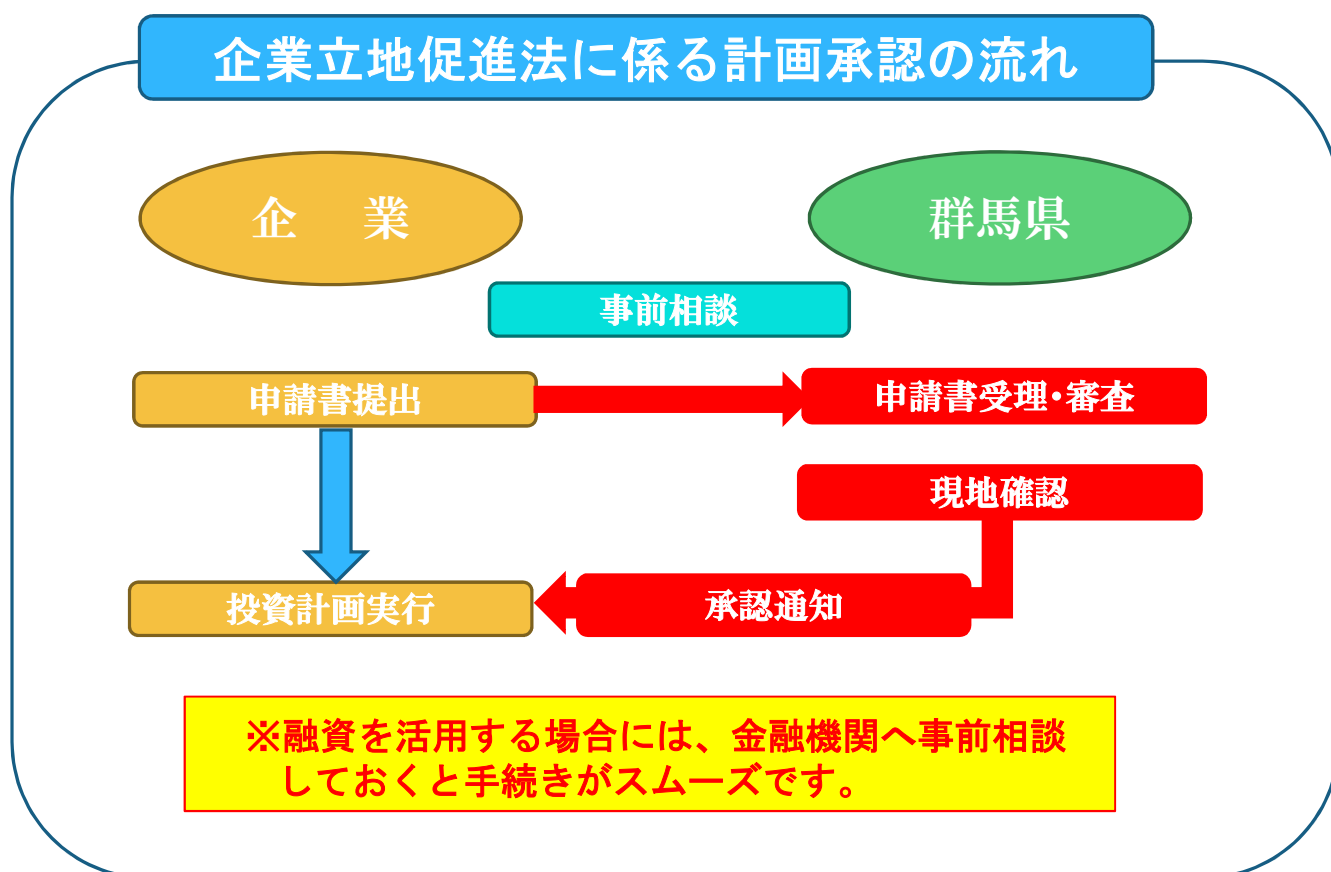 企業立地促進法に係る計画承認の流れ
企　業
群馬県
事前相談
申請書提出
申請書受理・審査
現地確認
投資計画実行
承認通知
※融資を活用する場合には、金融機関へ事前相談
しておくと手続きがスムーズです。